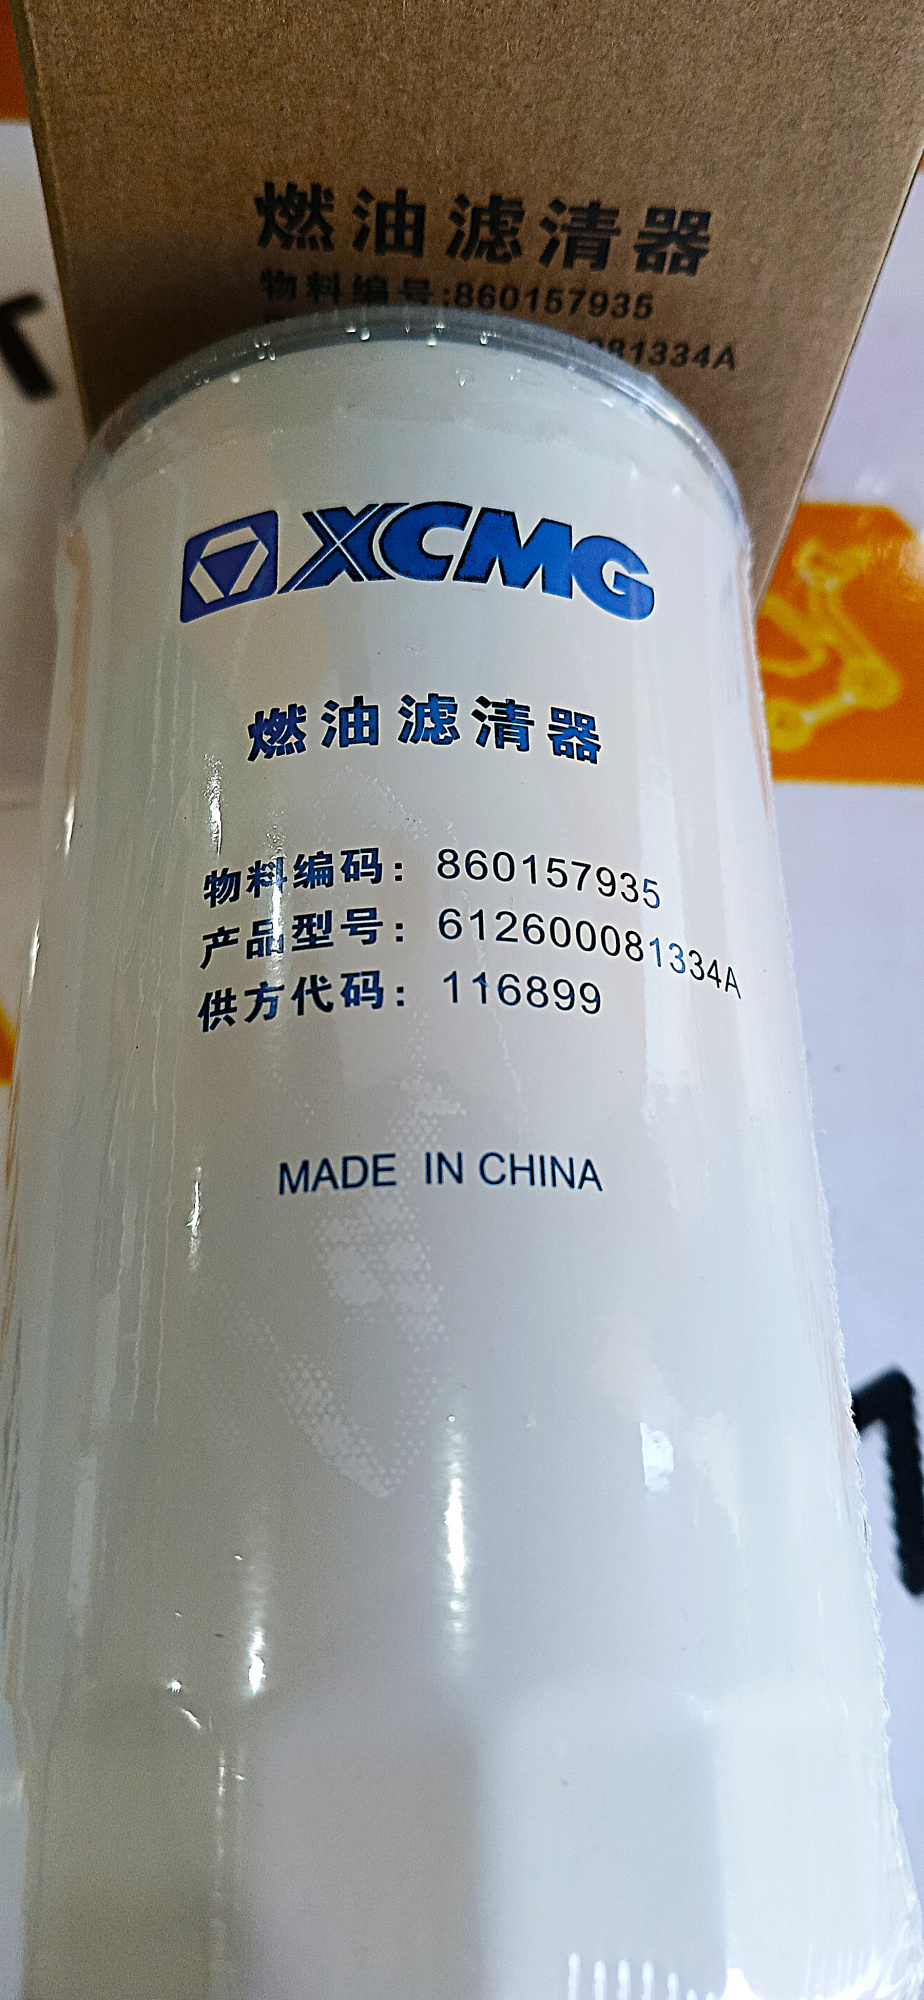 燃油滤清器
物料编号:860157935
081334A
XCMG
燃油滤清器
物料编码: 860157935
产品型号: 612600081334A
供方代码: 116899
MADE IN CHINA